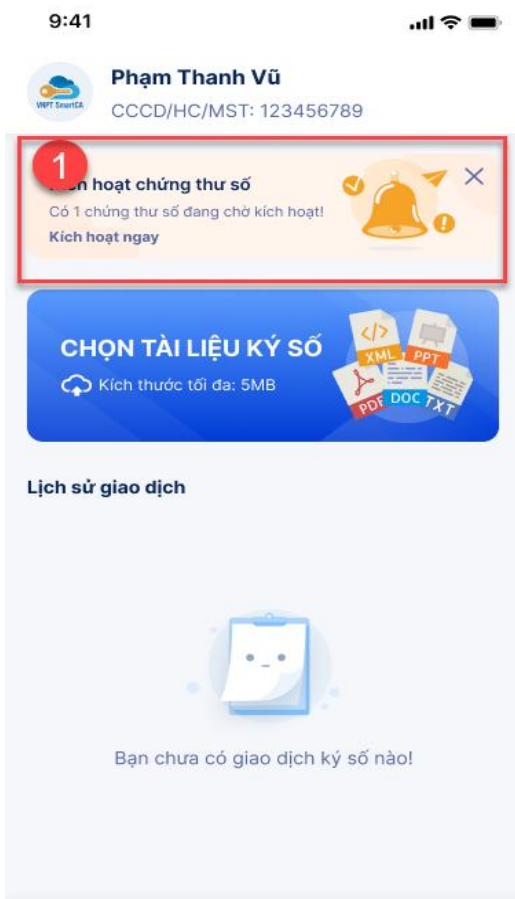 9:41
Phạm Thanh Vũ
VNPT SmartCA
CCCD/HC/MST: 123456789
1
hoạt chứng thư số
Có 1 chứng thư số đang chờ kích hoạt!
Kích hoạt ngay
CHỌN TÀI LIỆU KÝ SỐ
Kích thước tối đa: 5MB
</>
XML
PPT
PDF
DOC
TXT
Lịch sử giao dịch
Bạn chưa có giao dịch ký số nào!